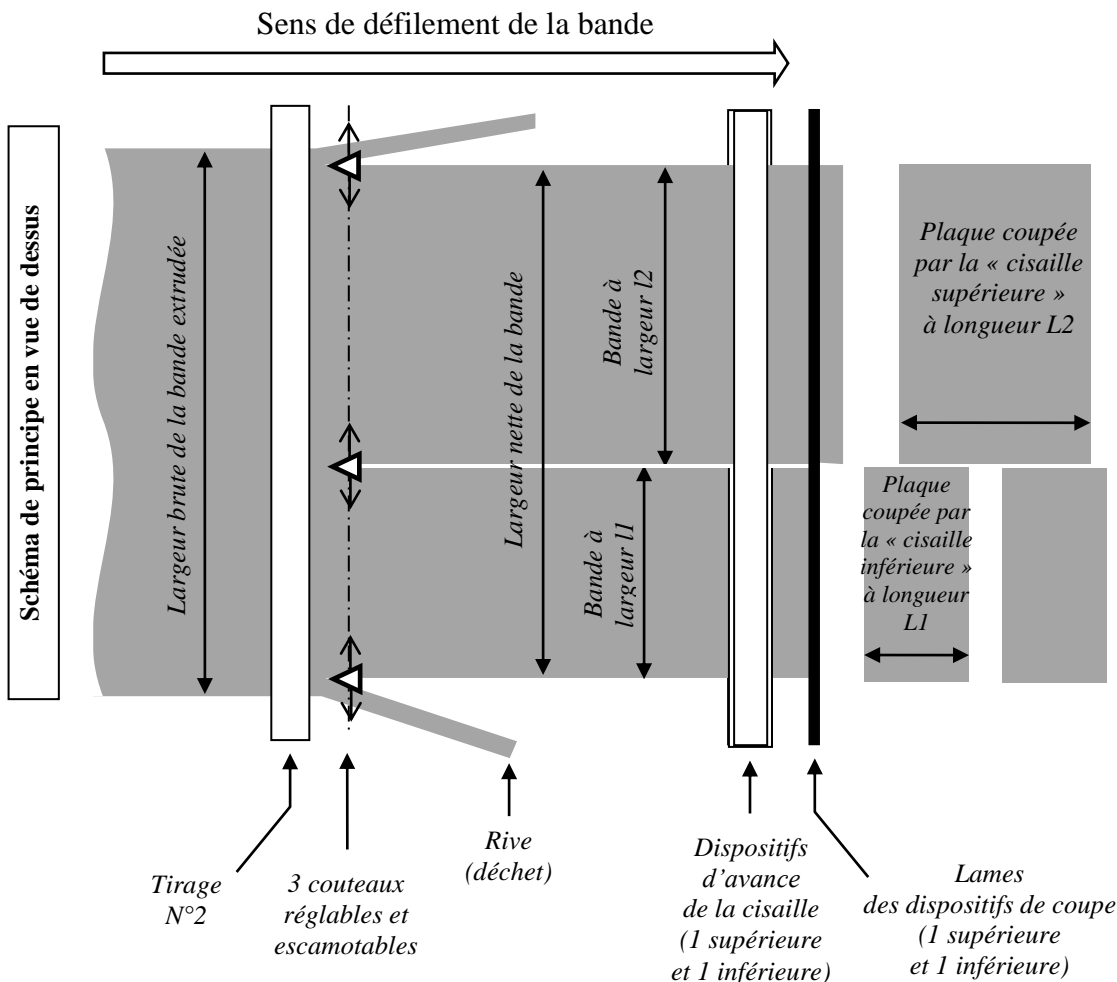 Sens de défilement de la bande
Schéma de principe en vue de dessus
Largeur brute de la bande extrudée
Largeur nette de la bande
Bande à
largeur l2
Bande à
largeur l1
Plaque coupée
par la « cisaille
supérieure »
à longueur L2
Plaque
coupée par
la « cisaille
inférieure »
à longueur
L1
Tirage
N°2
3 couteaux
réglables et
escamotables
Rive
(déchet)
Dispositifs
d’avance
de la cisaille
(1 supérieure
et 1 inférieure)
Lames
des dispositifs de coupe
(1 supérieure
et 1 inférieure)